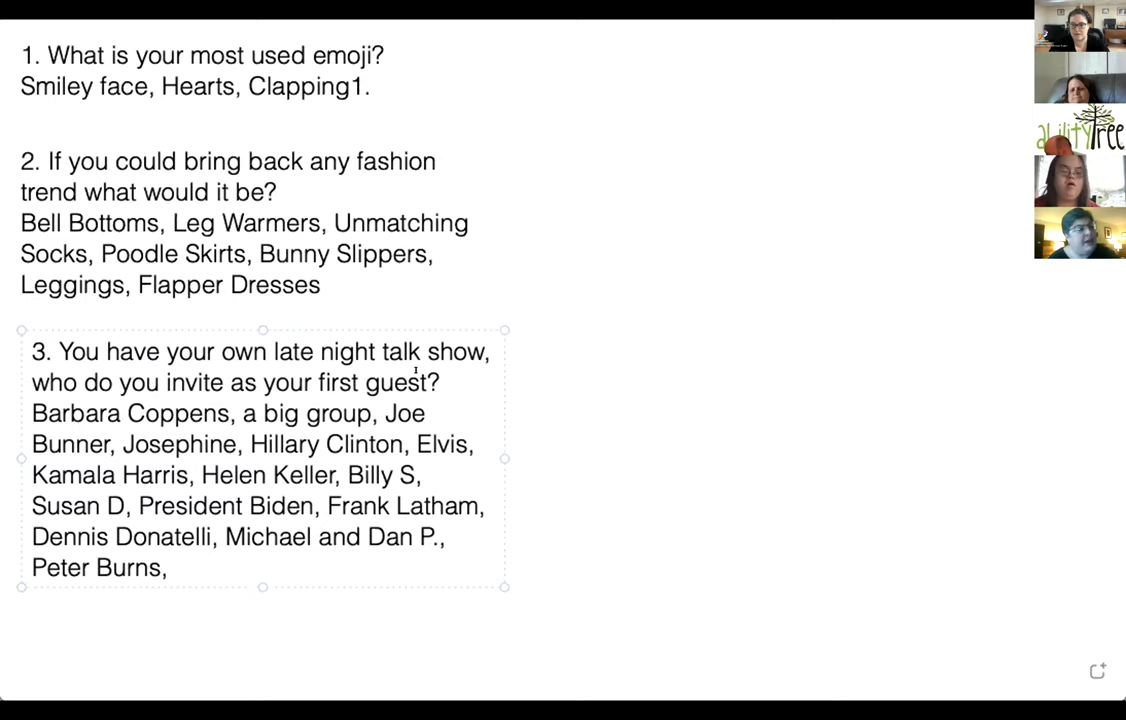 1. What is your most used emoji?
Smiley face, Hearts, Clapping1.
2. If you could bring back any fashion
trend what would it be?
Bell Bottoms, Leg Warmers, Unmatching
Socks, Poodle Skirts, Bunny Slippers,
Leggings, Flapper Dresses
3. You have your own late night talk show,
who do you invite as your first guest?
Barbara Coppens, a big group, Joe
Bunner, Josephine, Hillary Clinton, Elvis,
Kamala Harris, Helen Keller, Billy S,
Susan D, President Biden, Frank Latham,
Dennis Donatelli, Michael and Dan P.,
Peter Burns,
abilityTree